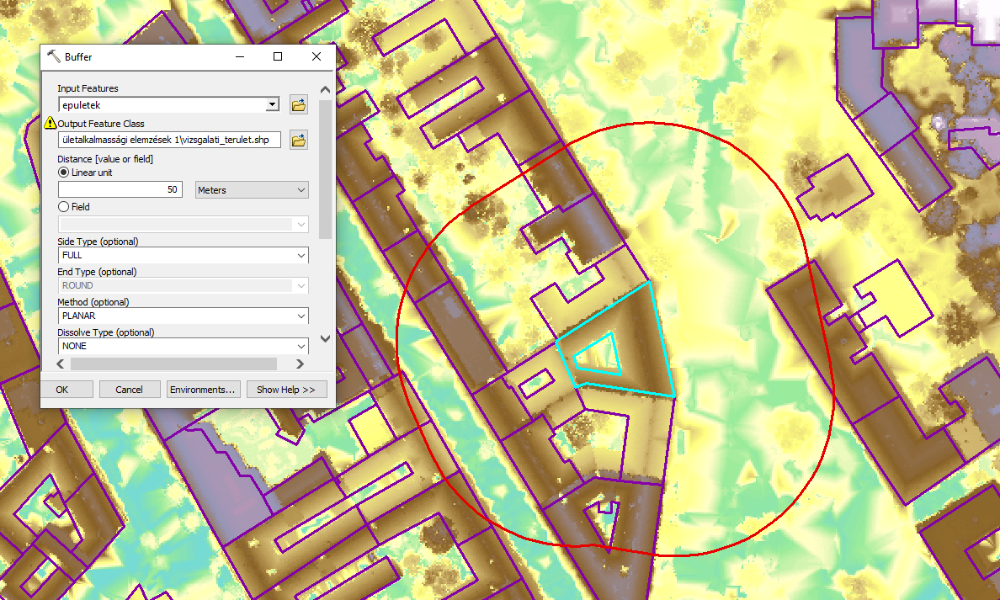 Buffer
Input Features
epuletek
Output Feature Class
ületalkalmassági elemzések 1\vizsgalati_terulet.shp
Distance [value or field]
Linear unit
50 Meters
Field
Side Type (optional)
FULL
End Type (optional)
ROUND
Method (optional)
PLANAR
Dissolve Type (optional)
NONE
OK Cancel Environments... Show Help >>